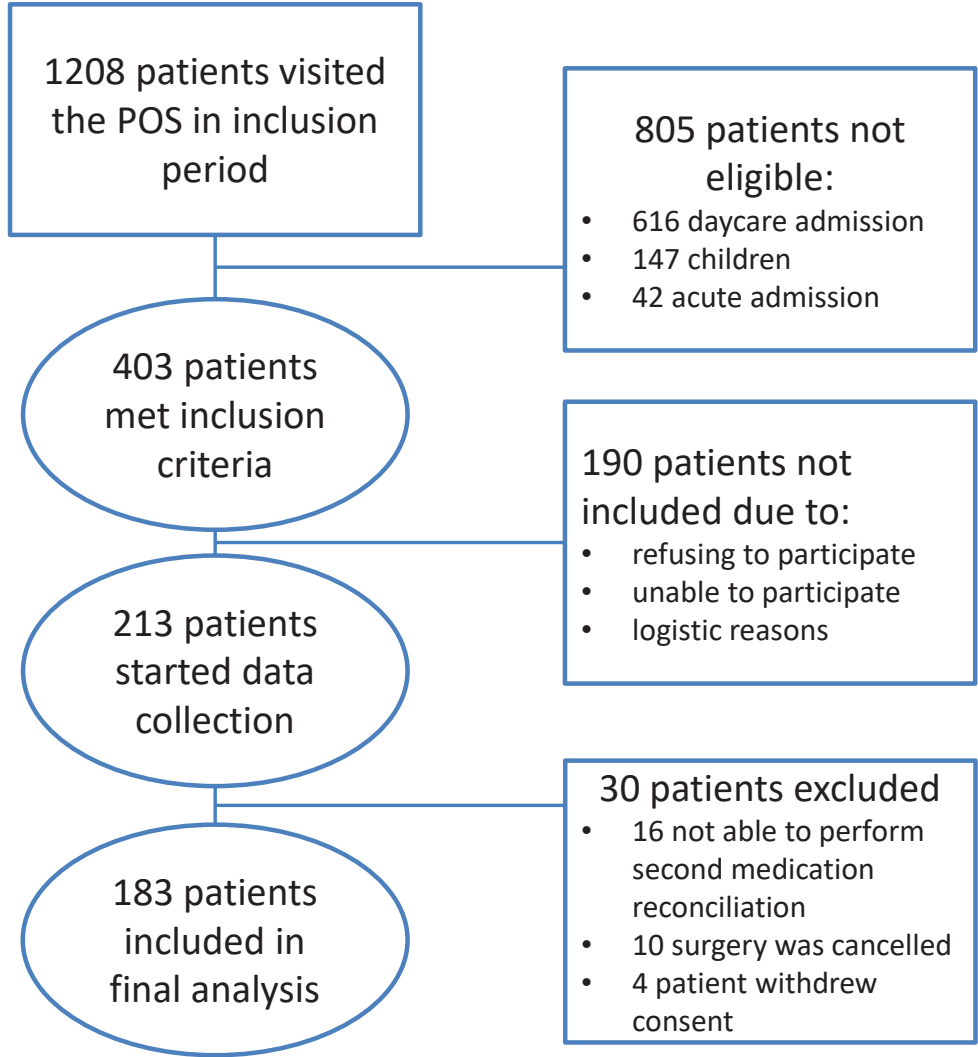 1208 patients visited
the POS in inclusion
period
805 patients not
eligible:
• 616 daycare admission
• 147 children
• 42 acute admission
403 patients
met inclusion
criteria
190 patients not
included due to:
• refusing to participate
• unable to participate
• logistic reasons
213 patients
started data
collection
30 patients excluded
• 16 not able to perform
second medication
reconciliation
• 10 surgery was cancelled
• 4 patient withdrew
consent
183 patients
included in
final analysis